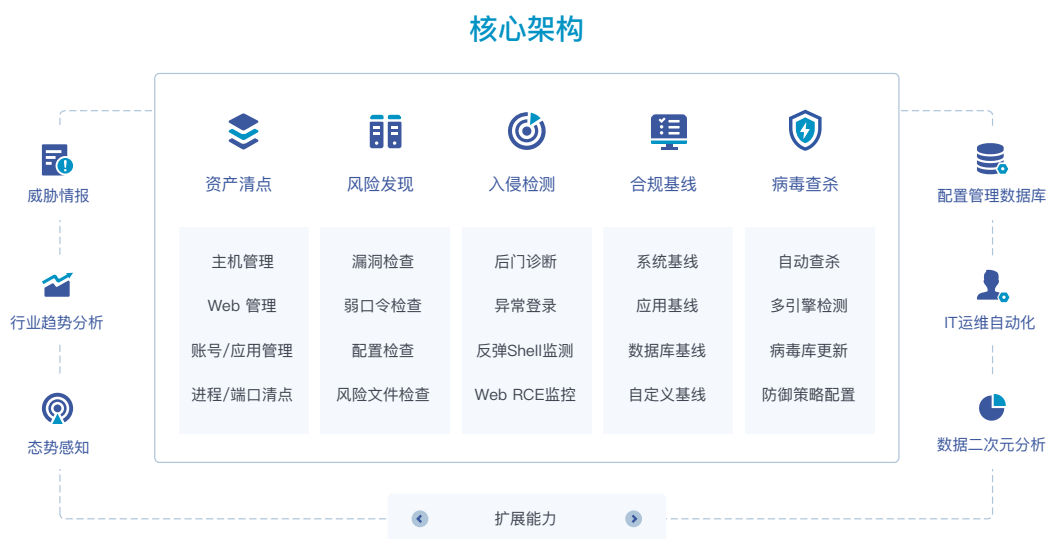 核心架构
威胁情报
行业趋势分析
态势感知
资产清点
主机管理
Web 管理
账号/应用管理
进程/端口清点
风险发现
漏洞检查
弱口令检查
配置检查
风险文件检查
入侵检测
后门诊断
异常登录
反弹Shell监测
Web RCE监控
合规基线
系统基线
应用基线
数据库基线
自定义基线
病毒查杀
自动查杀
多引擎检测
病毒库更新
防御策略配置
配置管理数据库
IT运维自动化
数据二次元分析
扩展能力